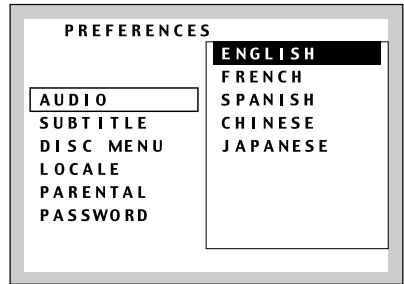 PREFERENCES
AUDIO
SUBTITLE
DISC MENU
LOCALE
PARENTAL
PASSWORD
ENGLISH
FRENCH
SPANISH
CHINESE
JAPANESE